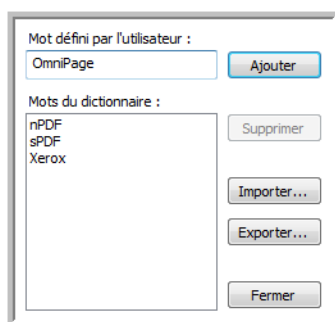 Mot défini par l'utilisateur :
OmniPage
Ajouter
Mots du dictionnaire :
nPDF
sPDF
Xerox
Supprimer
Importer...
Exporter...
Fermer